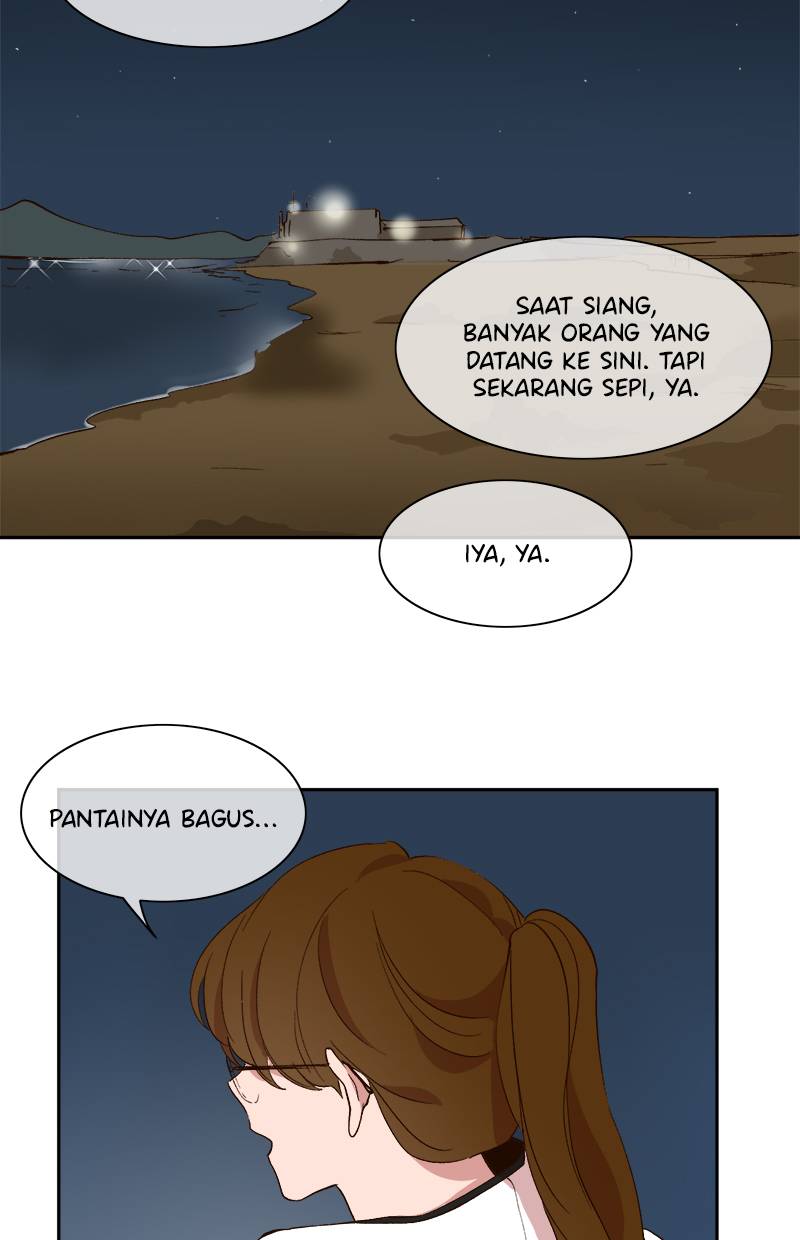 SAAT SIANG,
BANYAK ORANG YANG
DATANG KE SINI. TAPI
SEKARANG SEPI, YA.
IYA, YA.
PANTAINYA BAGUS...